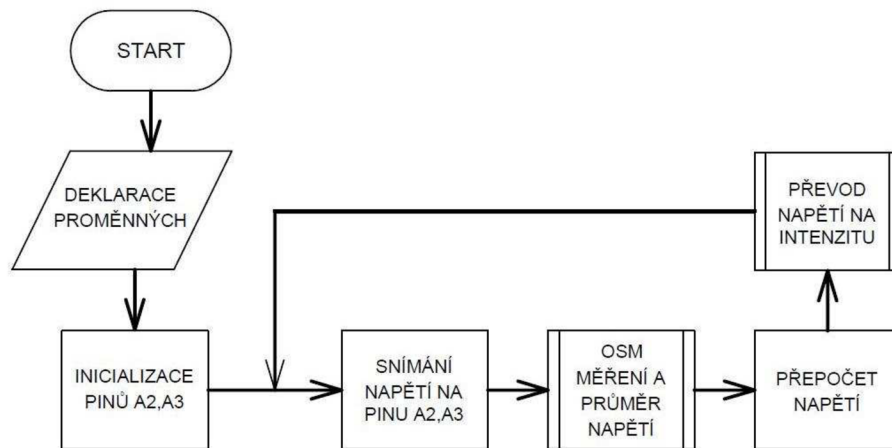 START
DEKLARACE
PROMĚNNÝCH
PŘEVOD
NAPĚTÍ NA
INTENZITU
INICIALIZACE
PINŮ A2,A3
SNÍMÁNÍ
NAPĚTÍ NA
PINU A2,A3
OSM
MĚŘENÍ A
PRŮMĚR
NAPĚTÍ
PŘEPOČET
NAPĚTÍ